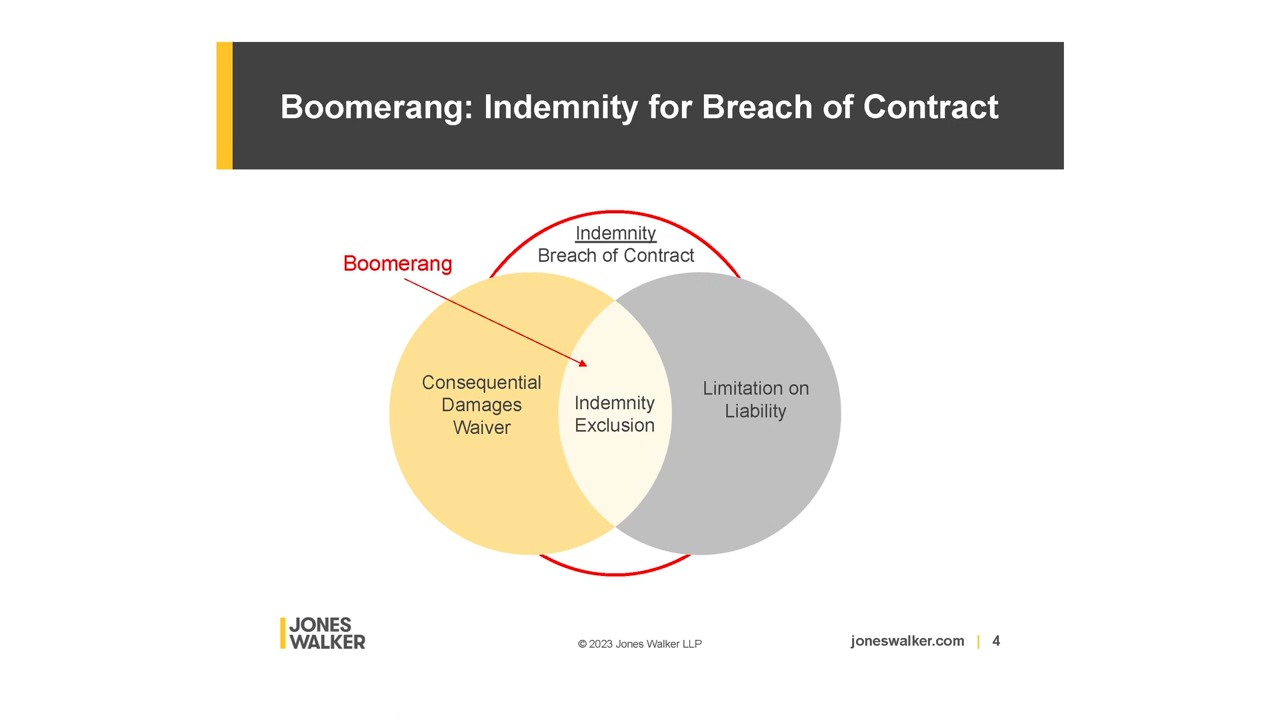 Boomerang: Indemnity for Breach of Contract
Indemnity
Breach of Contract
Boomerang
Consequential
Damages
Waiver
Indemnity
Exclusion
Limitation on
Liability
JONES
WALKER
© 2023 Jones Walker LLP
joneswalker.com | 4